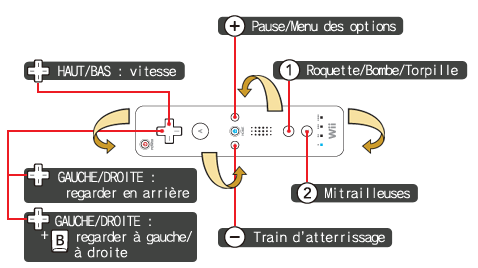 + Pause/Menu des options
1 Roquette/Bombe/Torpille
HAUT/BAS : vitesse
A
Wii
GAUCHE/DROITE :
regarder en arrière
2 Mitrailleuses
GAUCHE/DROITE :
+ B regarder à gauche/
à droite
− Train d'atterrissage